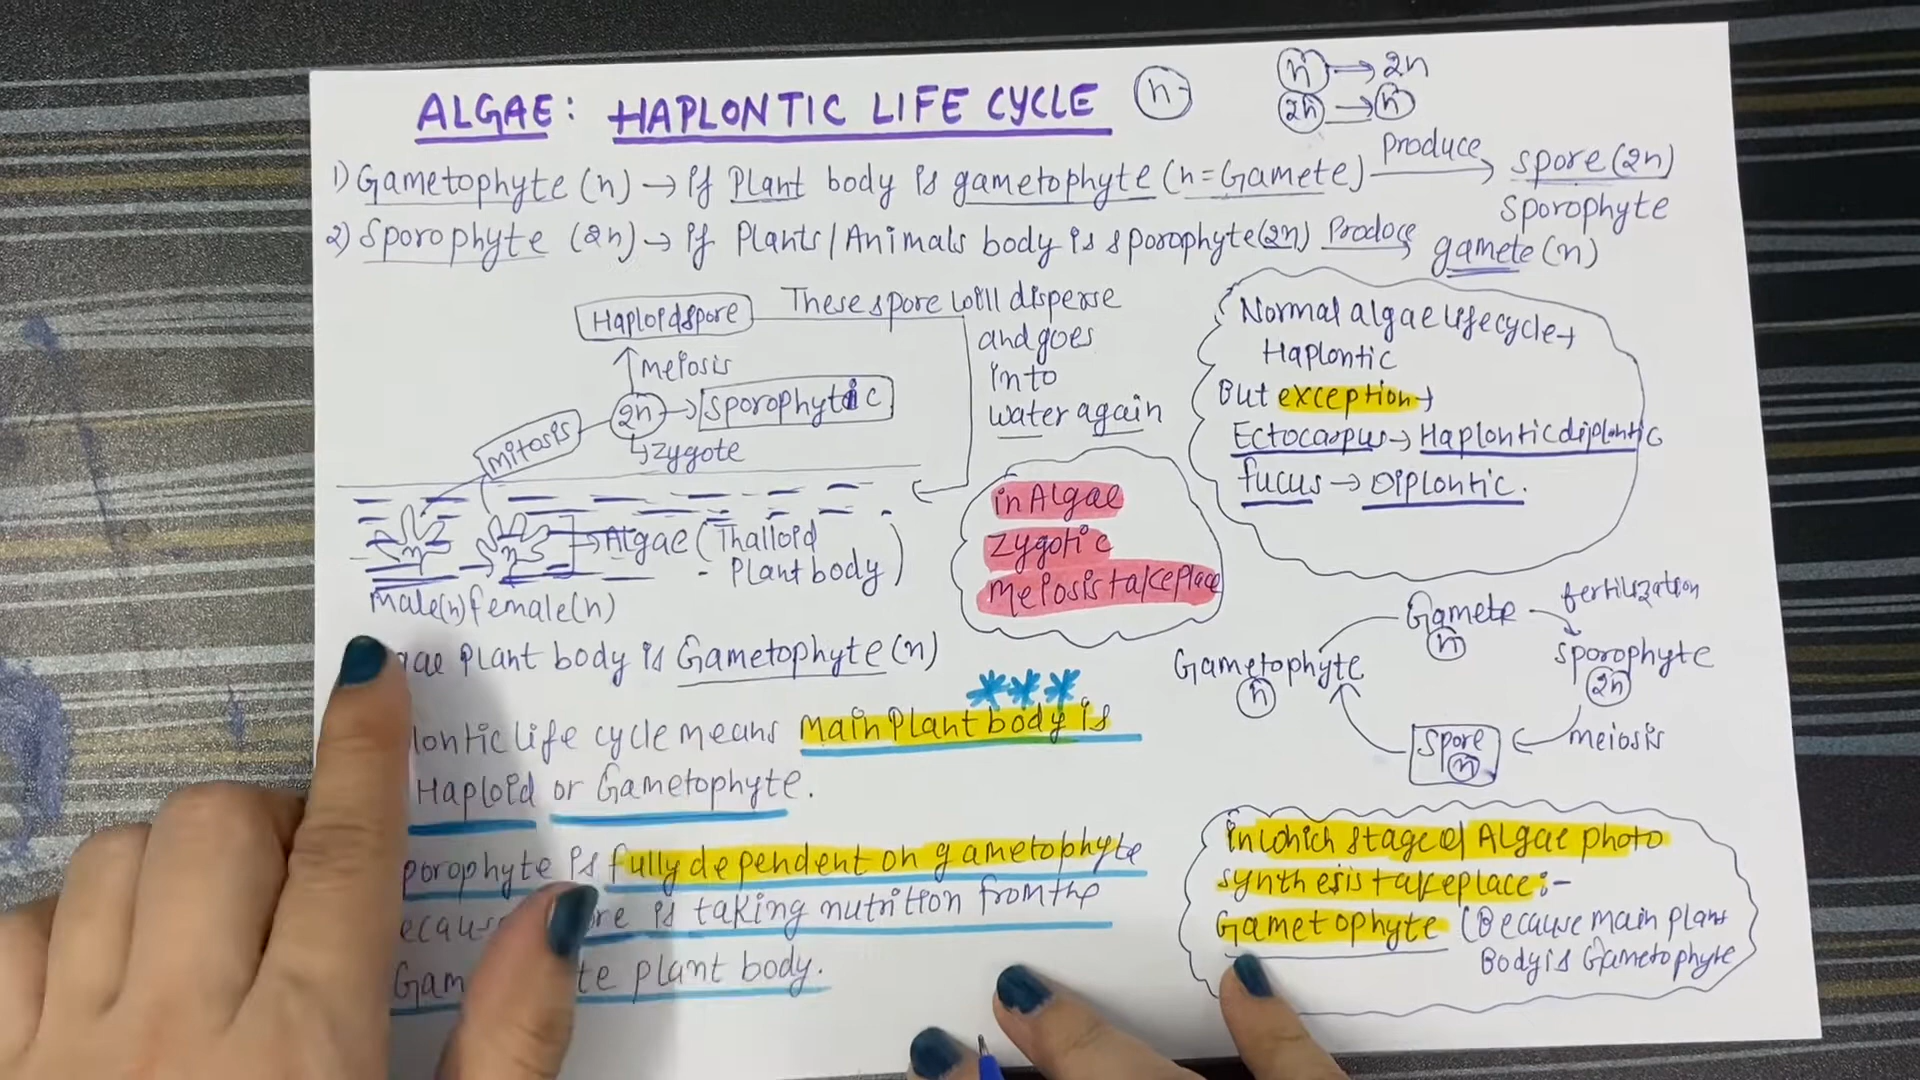 ALGAE: HAPLONTIC LIFE CYCLE (n)
n → 2n
2n → n
1) Gametophyte (n) → if Plant body is gametophyte (n=Gamete) Produce → spore (2n)
Sporophyte
2) Sporophyte (2n) → if Plants/Animals body is sporophyte(2n) Produce gamete (n)
Haploid spore These spore will disperse
and goes
into
water again
↑ meiosis
2n → Sporophytic
↳ zygote
mitosis
n n → Algae (Thalloid
Plant body)
Male(n) female(n)
Normal algae life cycle →
Haplontic
But exception →
Ectocarpus → Haplontic diplontic
fucus → Diplontic.
in Algae
zygotic
Meiosis take place
plant body is Gametophyte (n)
life cycle means Main Plant body is
Haploid or Gametophyte.
is fully dependent on gametophyte
is taking nutrition from the
plant body.
Gamete
n
fertilization
Sporophyte
2n
meiosis
Spore
n
Gametophyte
n
in which stage of Algae photo
synthesis take place :-
Gametophyte (Because main plant
Body is Gametophyte